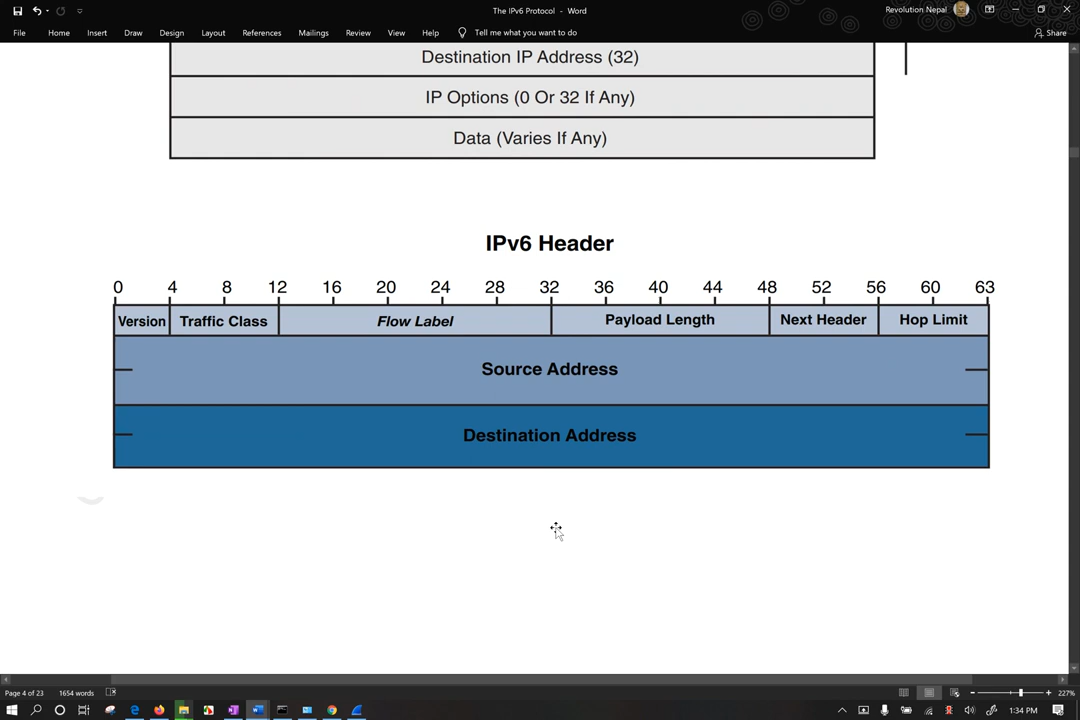 The IPv6 Protocol - Word
Revolution Nepal
File Home Insert Draw Design Layout References Mailings Review View Help Tell me what you want to do Share
Destination IP Address (32)
IP Options (0 Or 32 If Any)
Data (Varies If Any)
IPv6 Header
0 4 8 12 16 20 24 28 32 36 40 44 48 52 56 60 63
Version Traffic Class Flow Label Payload Length Next Header Hop Limit
Source Address
Destination Address
Page 4 of 23 1654 words 227%
1:34 PM